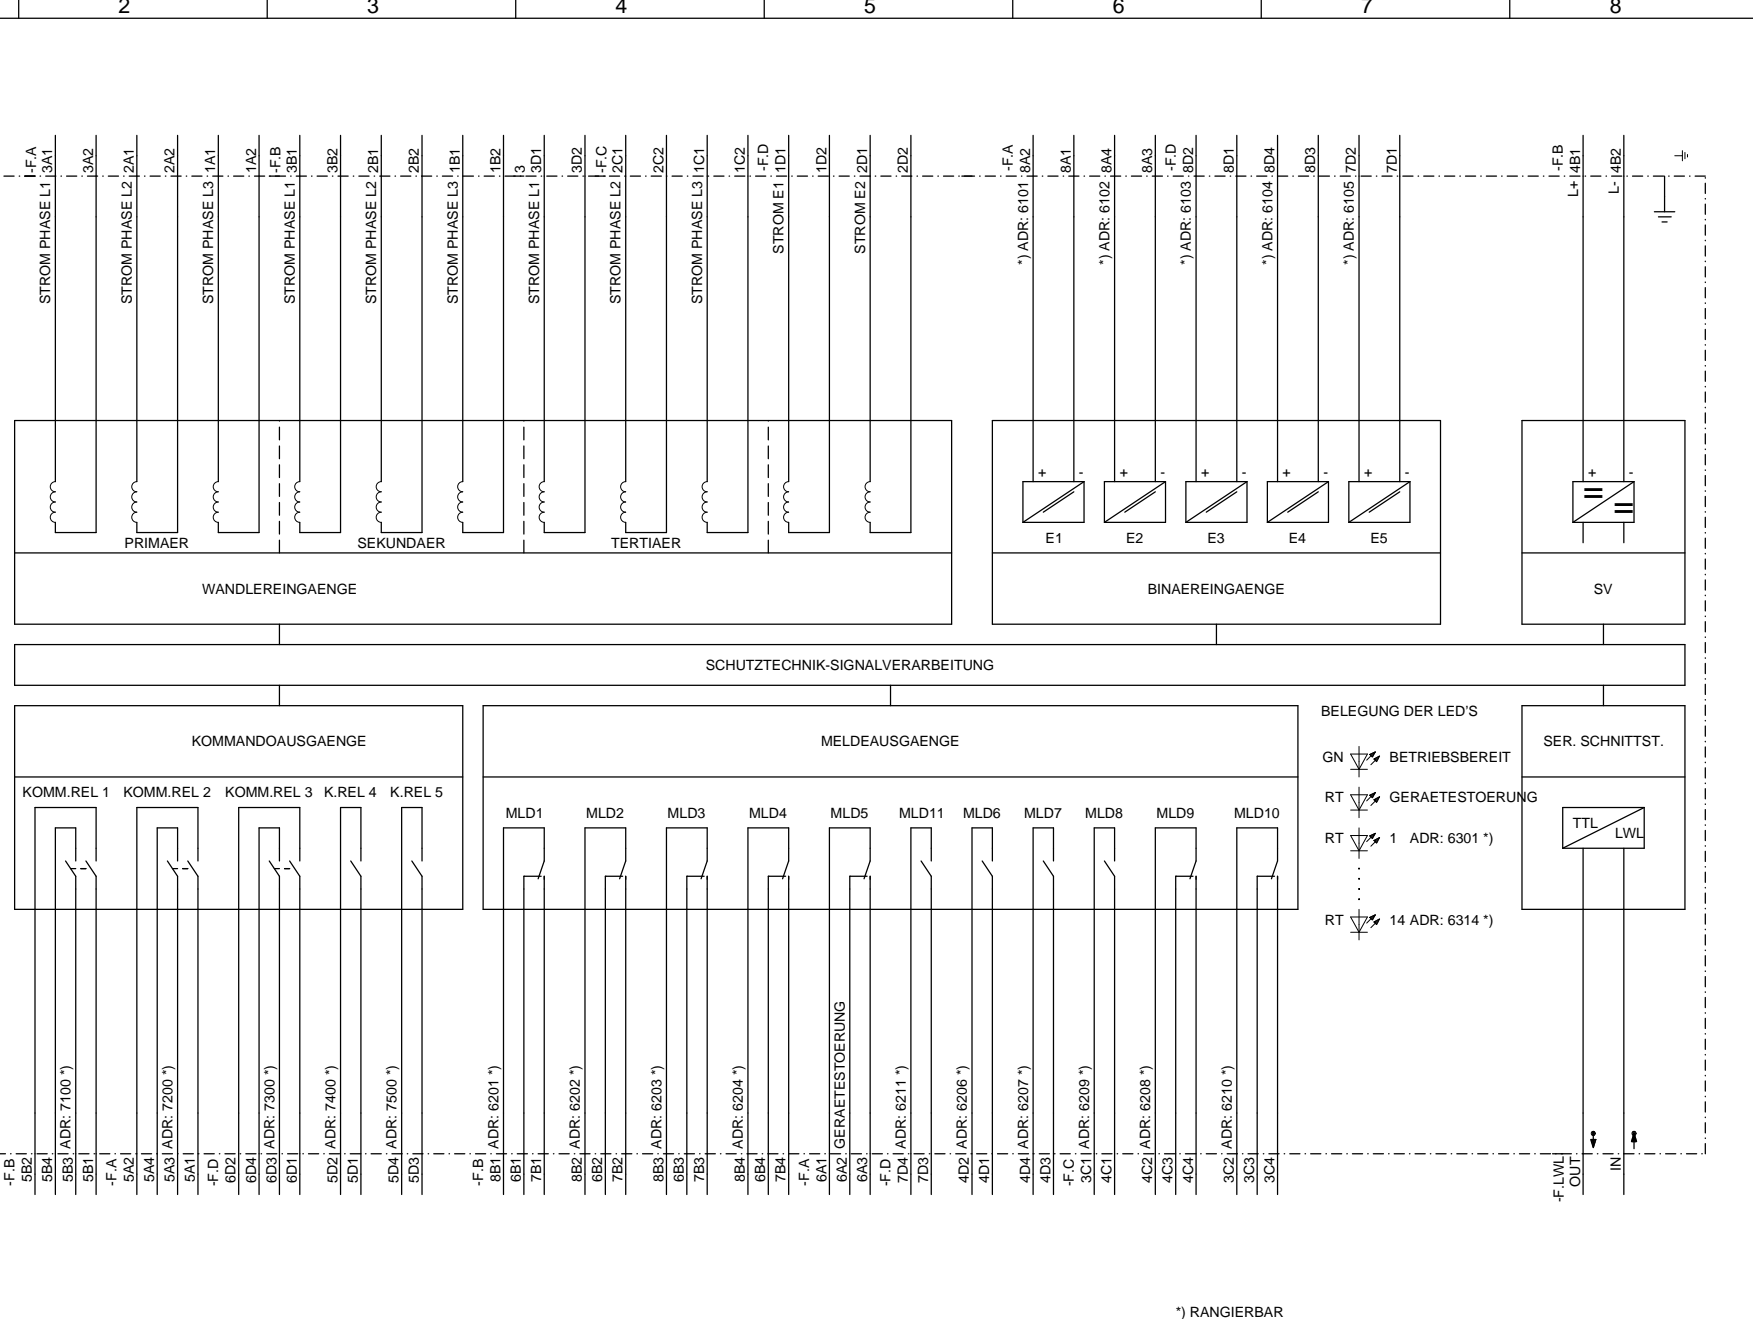 2 3 4 5 6 7 8
-F.A 3A1 3A2 2A1 2A2 1A1 1A2 -F.B 3B1 3B2 2B1 2B2 1B1 1B2 3 3D1 3D2 -F.C 2C1 2C2 1C1 1C2 -F.D 1D1 1D2 2D1 2D2 -F.A 8A2 8A1 8A4 8A3 -F.D 8D2 8D1 8D4 8D3 7D2 7D1 -F.B 4B1 4B2
STROM PHASE L1 STROM PHASE L2 STROM PHASE L3 STROM PHASE L1 STROM PHASE L2 STROM PHASE L3 STROM PHASE L1 STROM PHASE L2 STROM PHASE L3 STROM E1 STROM E2 *) ADR: 6101 *) ADR: 6102 *) ADR: 6103 *) ADR: 6104 *) ADR: 6105 L+ L-
+ - + - + - + - + - + -
PRIMAER SEKUNDAER TERTIAER E1 E2 E3 E4 E5
WANDLEREINGAENGE BINAEREINGAENGE SV
SCHUTZTECHNIK-SIGNALVERARBEITUNG
KOMMANDOAUSGAENGE MELDEAUSGAENGE BELEGUNG DER LED'S SER. SCHNITTST.
GN BETRIEBSBEREIT
KOMM.REL 1 KOMM.REL 2 KOMM.REL 3 K.REL 4 K.REL 5 RT GERAETESTOERUNG
MLD1 MLD2 MLD3 MLD4 MLD5 MLD11 MLD6 MLD7 MLD8 MLD9 MLD10
TTL LWL
RT 1 ADR: 6301 *)
RT 14 ADR: 6314 *)
ADR: 7100 *) ADR: 7200 *) ADR: 7300 *) ADR: 7400 *) ADR: 7500 *) ADR: 6201 *) ADR: 6202 *) ADR: 6203 *) ADR: 6204 *) GERAETESTOERUNG ADR: 6211 *) ADR: 6206 *) ADR: 6207 *) ADR: 6209 *) ADR: 6208 *) ADR: 6210 *)
-F.B 5B2 5B4 5B3 5B1 -F.A 5A2 5A4 5A3 5A1 -F.D 6D2 6D4 6D3 6D1 5D2 5D1 5D4 5D3 -F.B 8B1 6B1 7B1 8B2 6B2 7B2 8B3 6B3 7B3 8B4 6B4 7B4 -F.A 6A1 6A2 6A3 -F.D 7D4 7D3 4D2 4D1 4D4 4D3 -F.C 3C1 4C1 4C2 4C3 4C4 3C2 3C3 3C4 -F.LWL OUT IN
*) RANGIERBAR